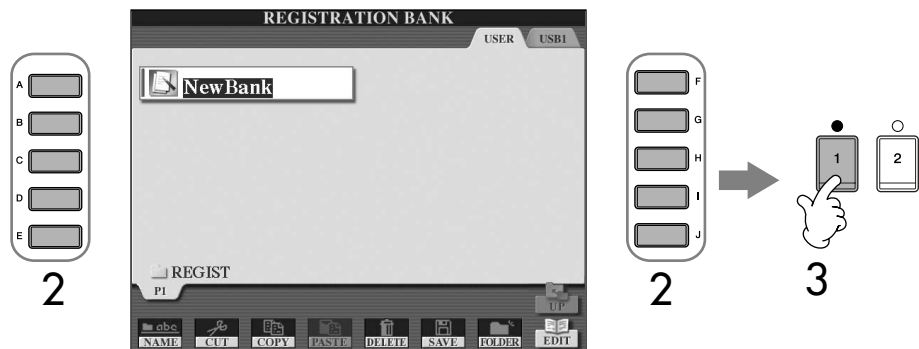 REGISTRATION BANK
USER USB1
NewBank
REGIST
P1
UP
abc
NAME CUT COPY PASTE DELETE SAVE FOLDER EDIT
A
B
C
D
E
2
F
G
H
I
J
2
1 2
3